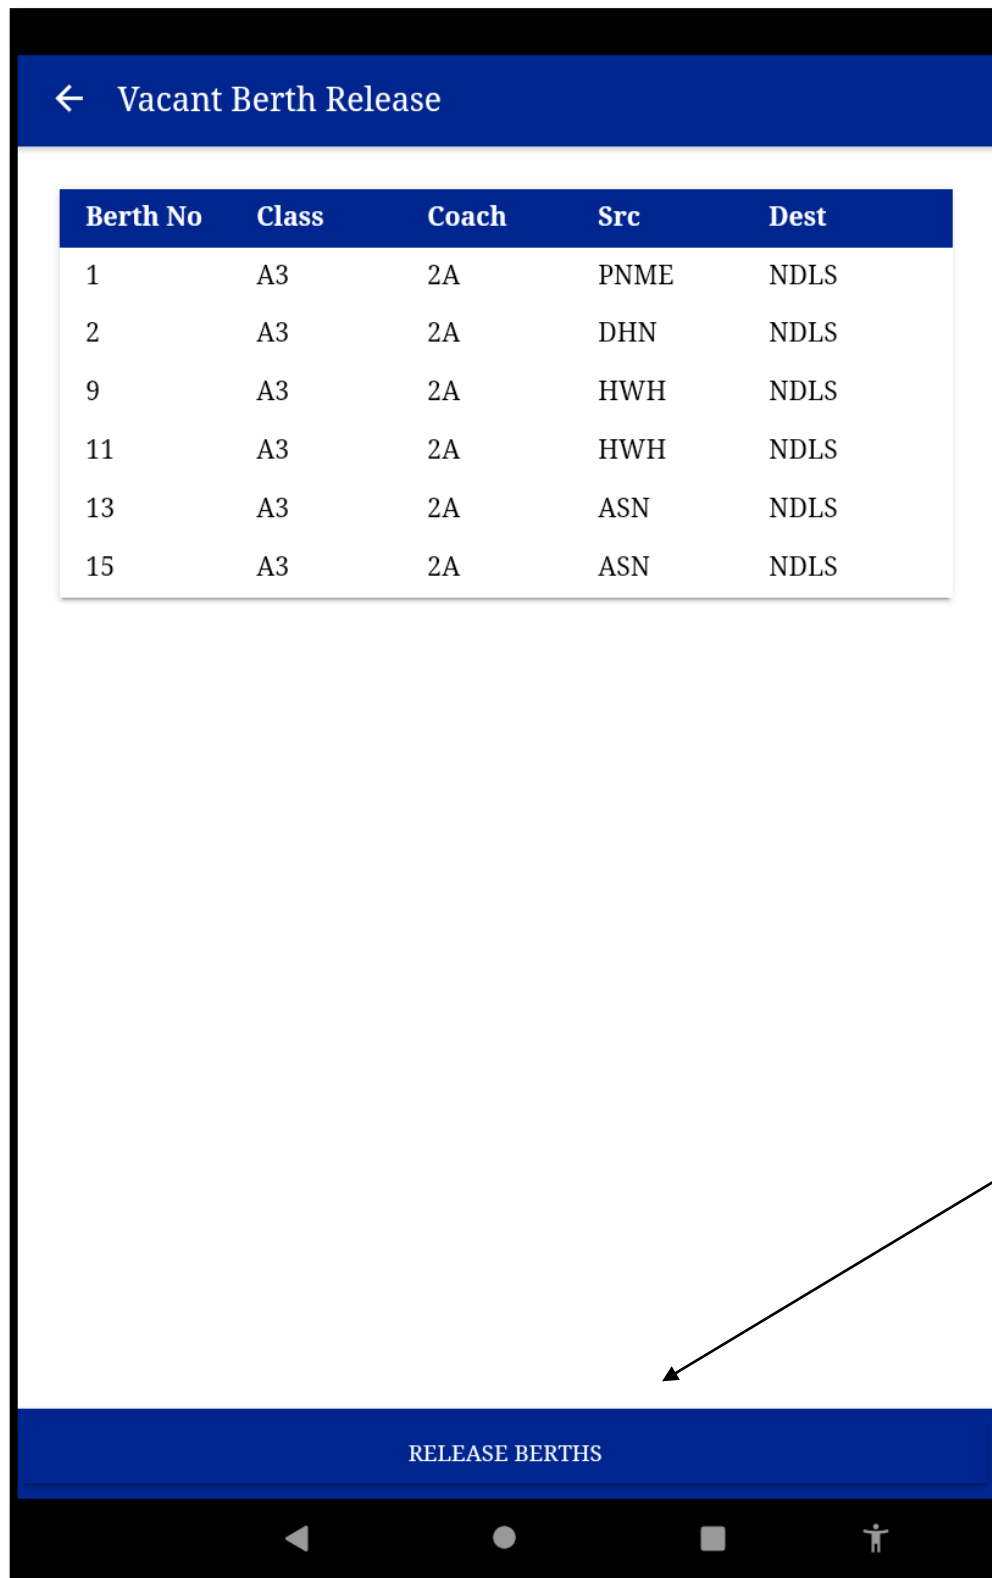 Vacant Berth Release
Berth No Class Coach Src Dest
1 A3 2A PNME NDLS
2 A3 2A DHN NDLS
9 A3 2A HWH NDLS
11 A3 2A HWH NDLS
13 A3 2A ASN NDLS
15 A3 2A ASN NDLS
RELEASE BERTHS